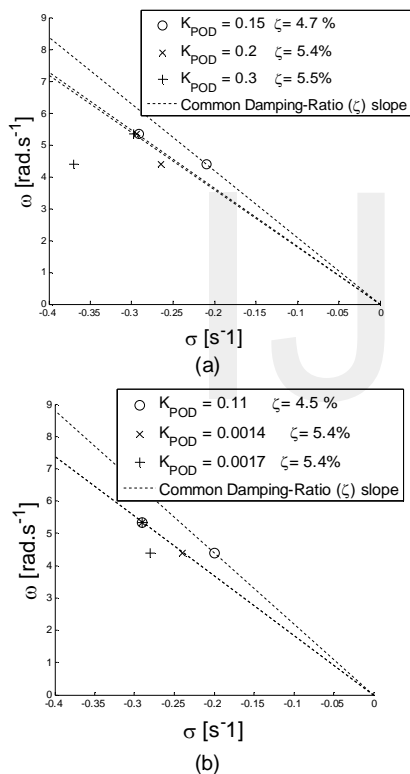 K_POD = 0.15 ζ= 4.7 %
K_POD = 0.2 ζ= 5.4%
K_POD = 0.3 ζ= 5.5%
Common Damping-Ratio (ζ) slope
9
8
7
6
5
4
3
2
1
0
ω [rad.s-1]
-0.4 -0.35 -0.3 -0.25 -0.2 -0.15 -0.1 -0.05 0
σ [s-1]
(a)
IJ
K_POD = 0.11 ζ= 4.5 %
K_POD = 0.0014 ζ= 5.4%
K_POD = 0.0017 ζ= 5.4%
Common Damping-Ratio (ζ) slope
9
8
7
6
5
4
3
2
1
0
ω [rad.s-1]
-0.4 -0.35 -0.3 -0.25 -0.2 -0.15 -0.1 -0.05 0
σ [s-1]
(b)